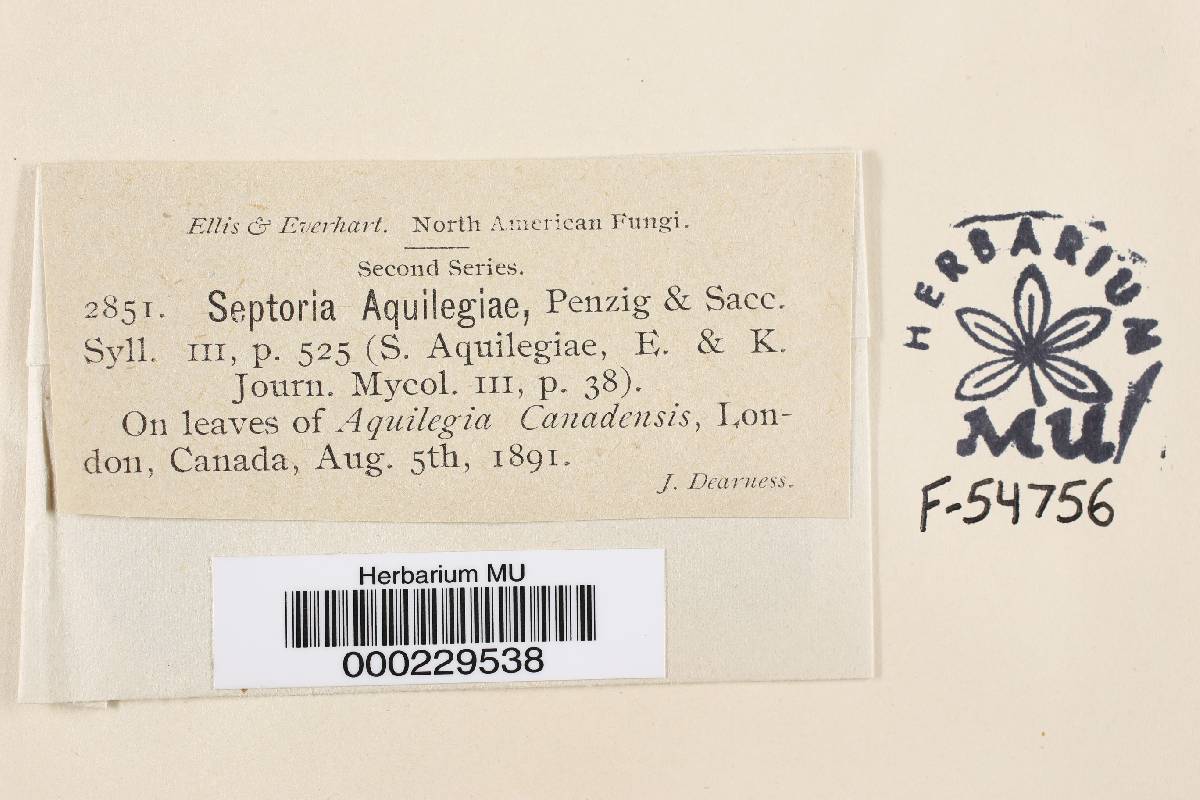 Ellis & Everhart. North American Fungi.
Second Series.
2851. Septoria Aquilegiae, Penzig & Sacc.
Syll. III, p. 525 (S. Aquilegiae, E. & K.
Journ. Mycol. III, p. 38).
On leaves of Aquilegia Canadensis, Lon-
don, Canada, Aug. 5th, 1891.
J. Dearness.
HERBARIUM
MU
F-54756
Herbarium MU
000229538